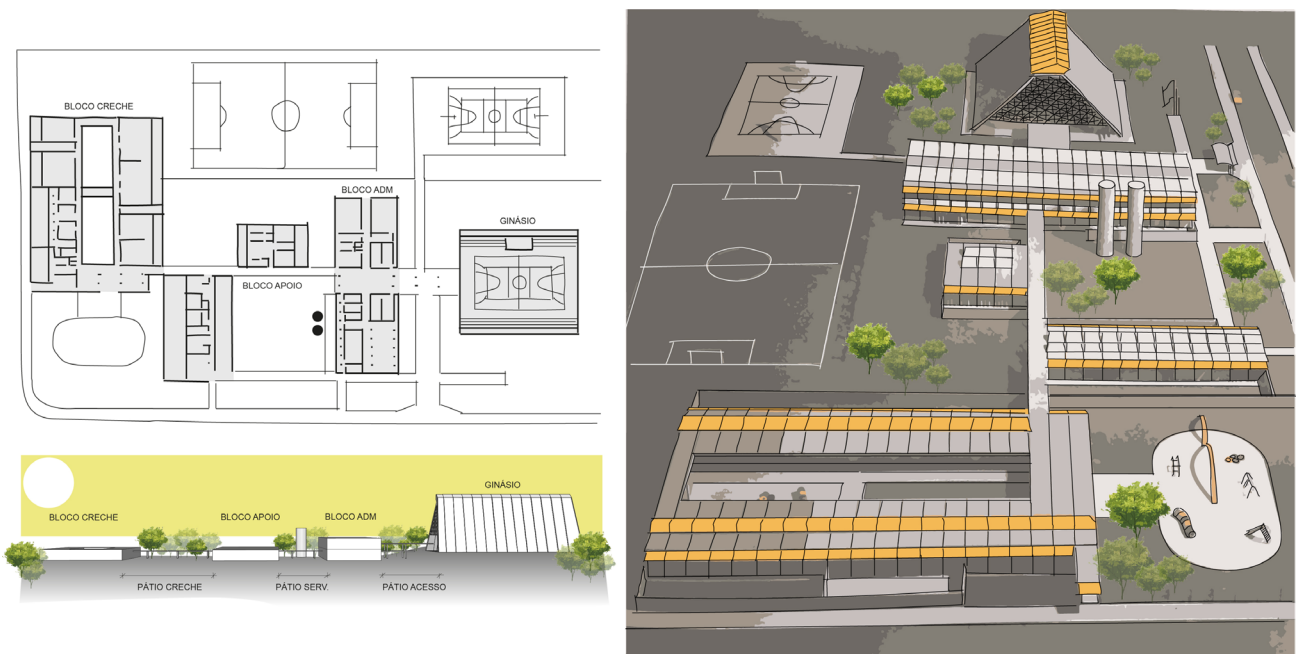 BLOCO CRECHE
BLOCO ADM
GINÁSIO
BLOCO APOIO
GINÁSIO
BLOCO CRECHE
BLOCO APOIO
BLOCO ADM
PÁTIO CRECHE
PÁTIO SERV.
PÁTIO ACESSO